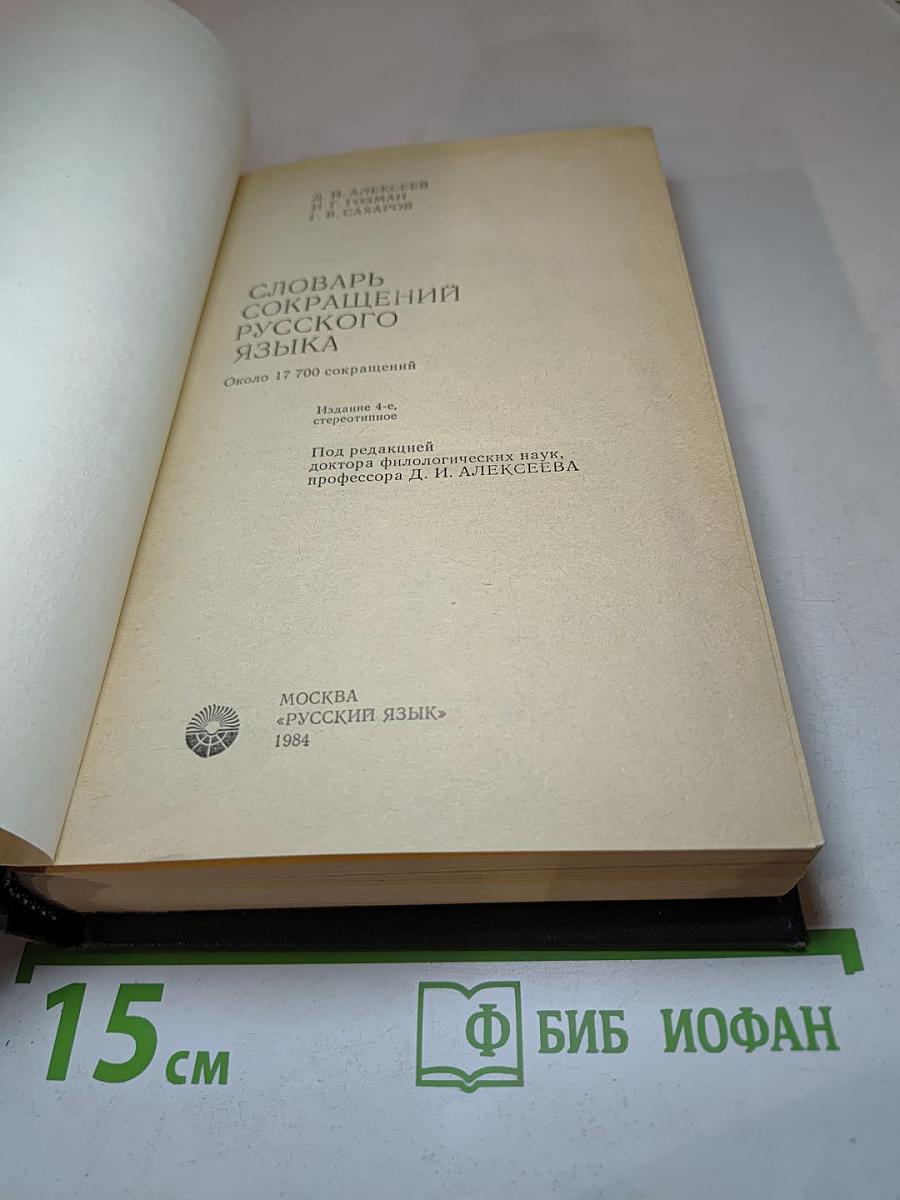 Д. И. АЛЕКСЕЕВ
И. Г. ГОЗМАН
Г. В. САХАРОВ
СЛОВАРЬ
СОКРАЩЕНИЙ
РУССКОГО
ЯЗЫКА
Около 17 700 сокращений
Издание 4-е,
стереотипное
Под редакцией
доктора филологических наук,
профессора Д. И. АЛЕКСЕЕВА
МОСКВА
«РУССКИЙ ЯЗЫК»
1984
15 см
Ф БИБ ИОФАН